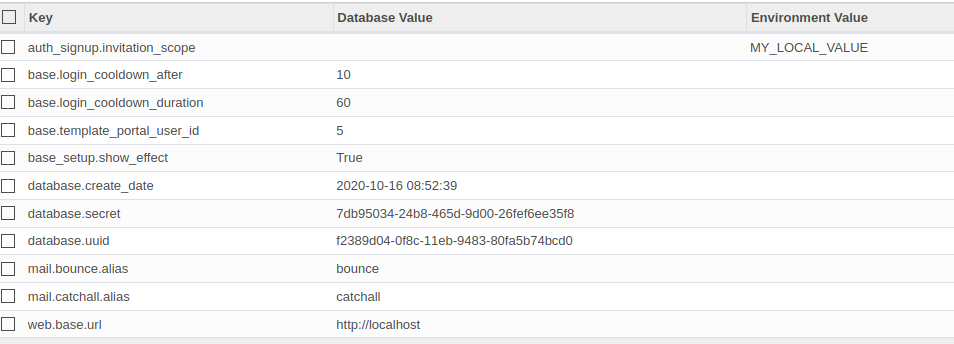 Key Database Value Environment Value
auth_signup.invitation_scope MY_LOCAL_VALUE
base.login_cooldown_after 10
base.login_cooldown_duration 60
base.template_portal_user_id 5
base_setup.show_effect True
database.create_date 2020-10-16 08:52:39
database.secret 7db95034-24b8-465d-9d00-26fef6ee35f8
database.uuid f2389d04-0f8c-11eb-9483-80fa5b74bcd0
mail.bounce.alias bounce
mail.catchall.alias catchall
web.base.url http://localhost